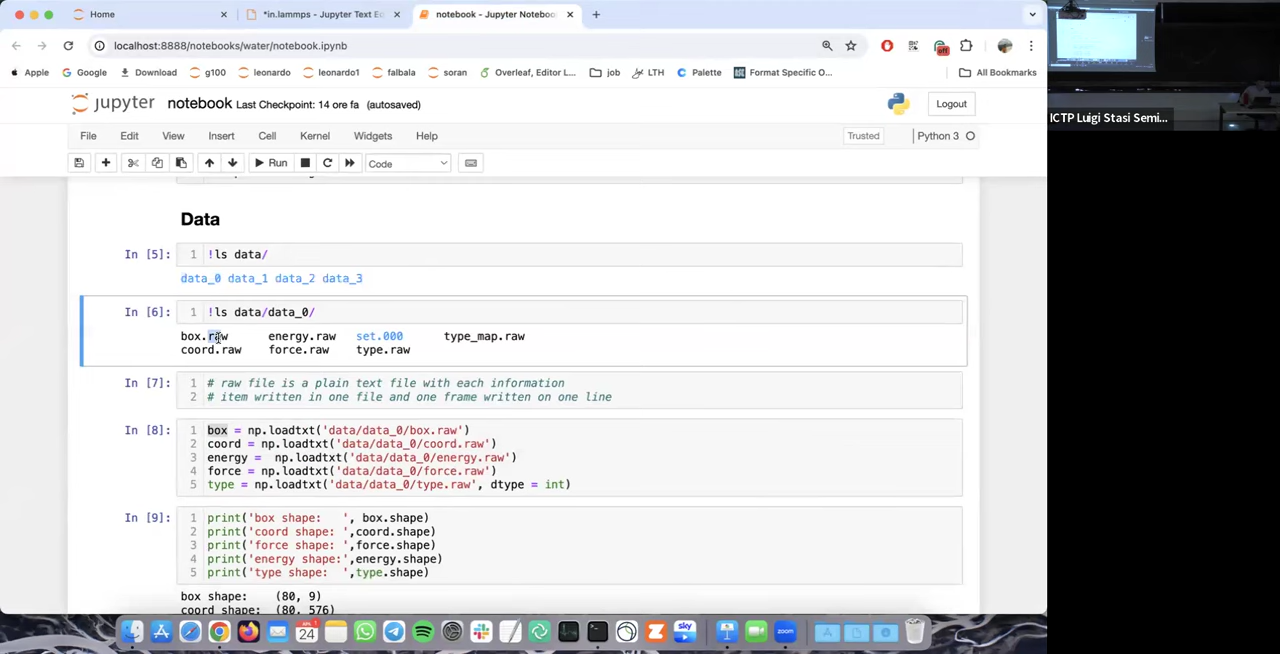 Home
*in.lammps - Jupyter Text Ed
notebook - Jupyter Notebook
localhost:8888/notebooks/water/notebook.ipynb
off
Apple Google Download g100 leonardo leonardo1 falbala soran Overleaf, Editor L... job LTH Palette Format Specific O... All Bookmarks
jupyter notebook Last Checkpoint: 14 ore fa (autosaved) Logout
File Edit View Insert Cell Kernel Widgets Help Trusted Python 3
Run Code
Data
In [5]: 1 !ls data/
data_0 data_1 data_2 data_3
In [6]: 1 !ls data/data_0/
box.raw energy.raw set.000 type_map.raw
coord.raw force.raw type.raw
In [7]: 1 # raw file is a plain text file with each information
2 # item written in one file and one frame written on one line
In [8]: 1 box = np.loadtxt('data/data_0/box.raw')
2 coord = np.loadtxt('data/data_0/coord.raw')
3 energy =  np.loadtxt('data/data_0/energy.raw')
4 force = np.loadtxt('data/data_0/force.raw')
5 type = np.loadtxt('data/data_0/type.raw', dtype = int)
In [9]: 1 print('box shape:   ', box.shape)
2 print('coord shape: ',coord.shape)
3 print('force shape: ',force.shape)
4 print('energy shape:',energy.shape)
5 print('type shape:  ',type.shape)
box shape:    (80, 9)
coord shape:  (80, 576)
24
sky
zoom
ICTP Luigi Stasi Semi...